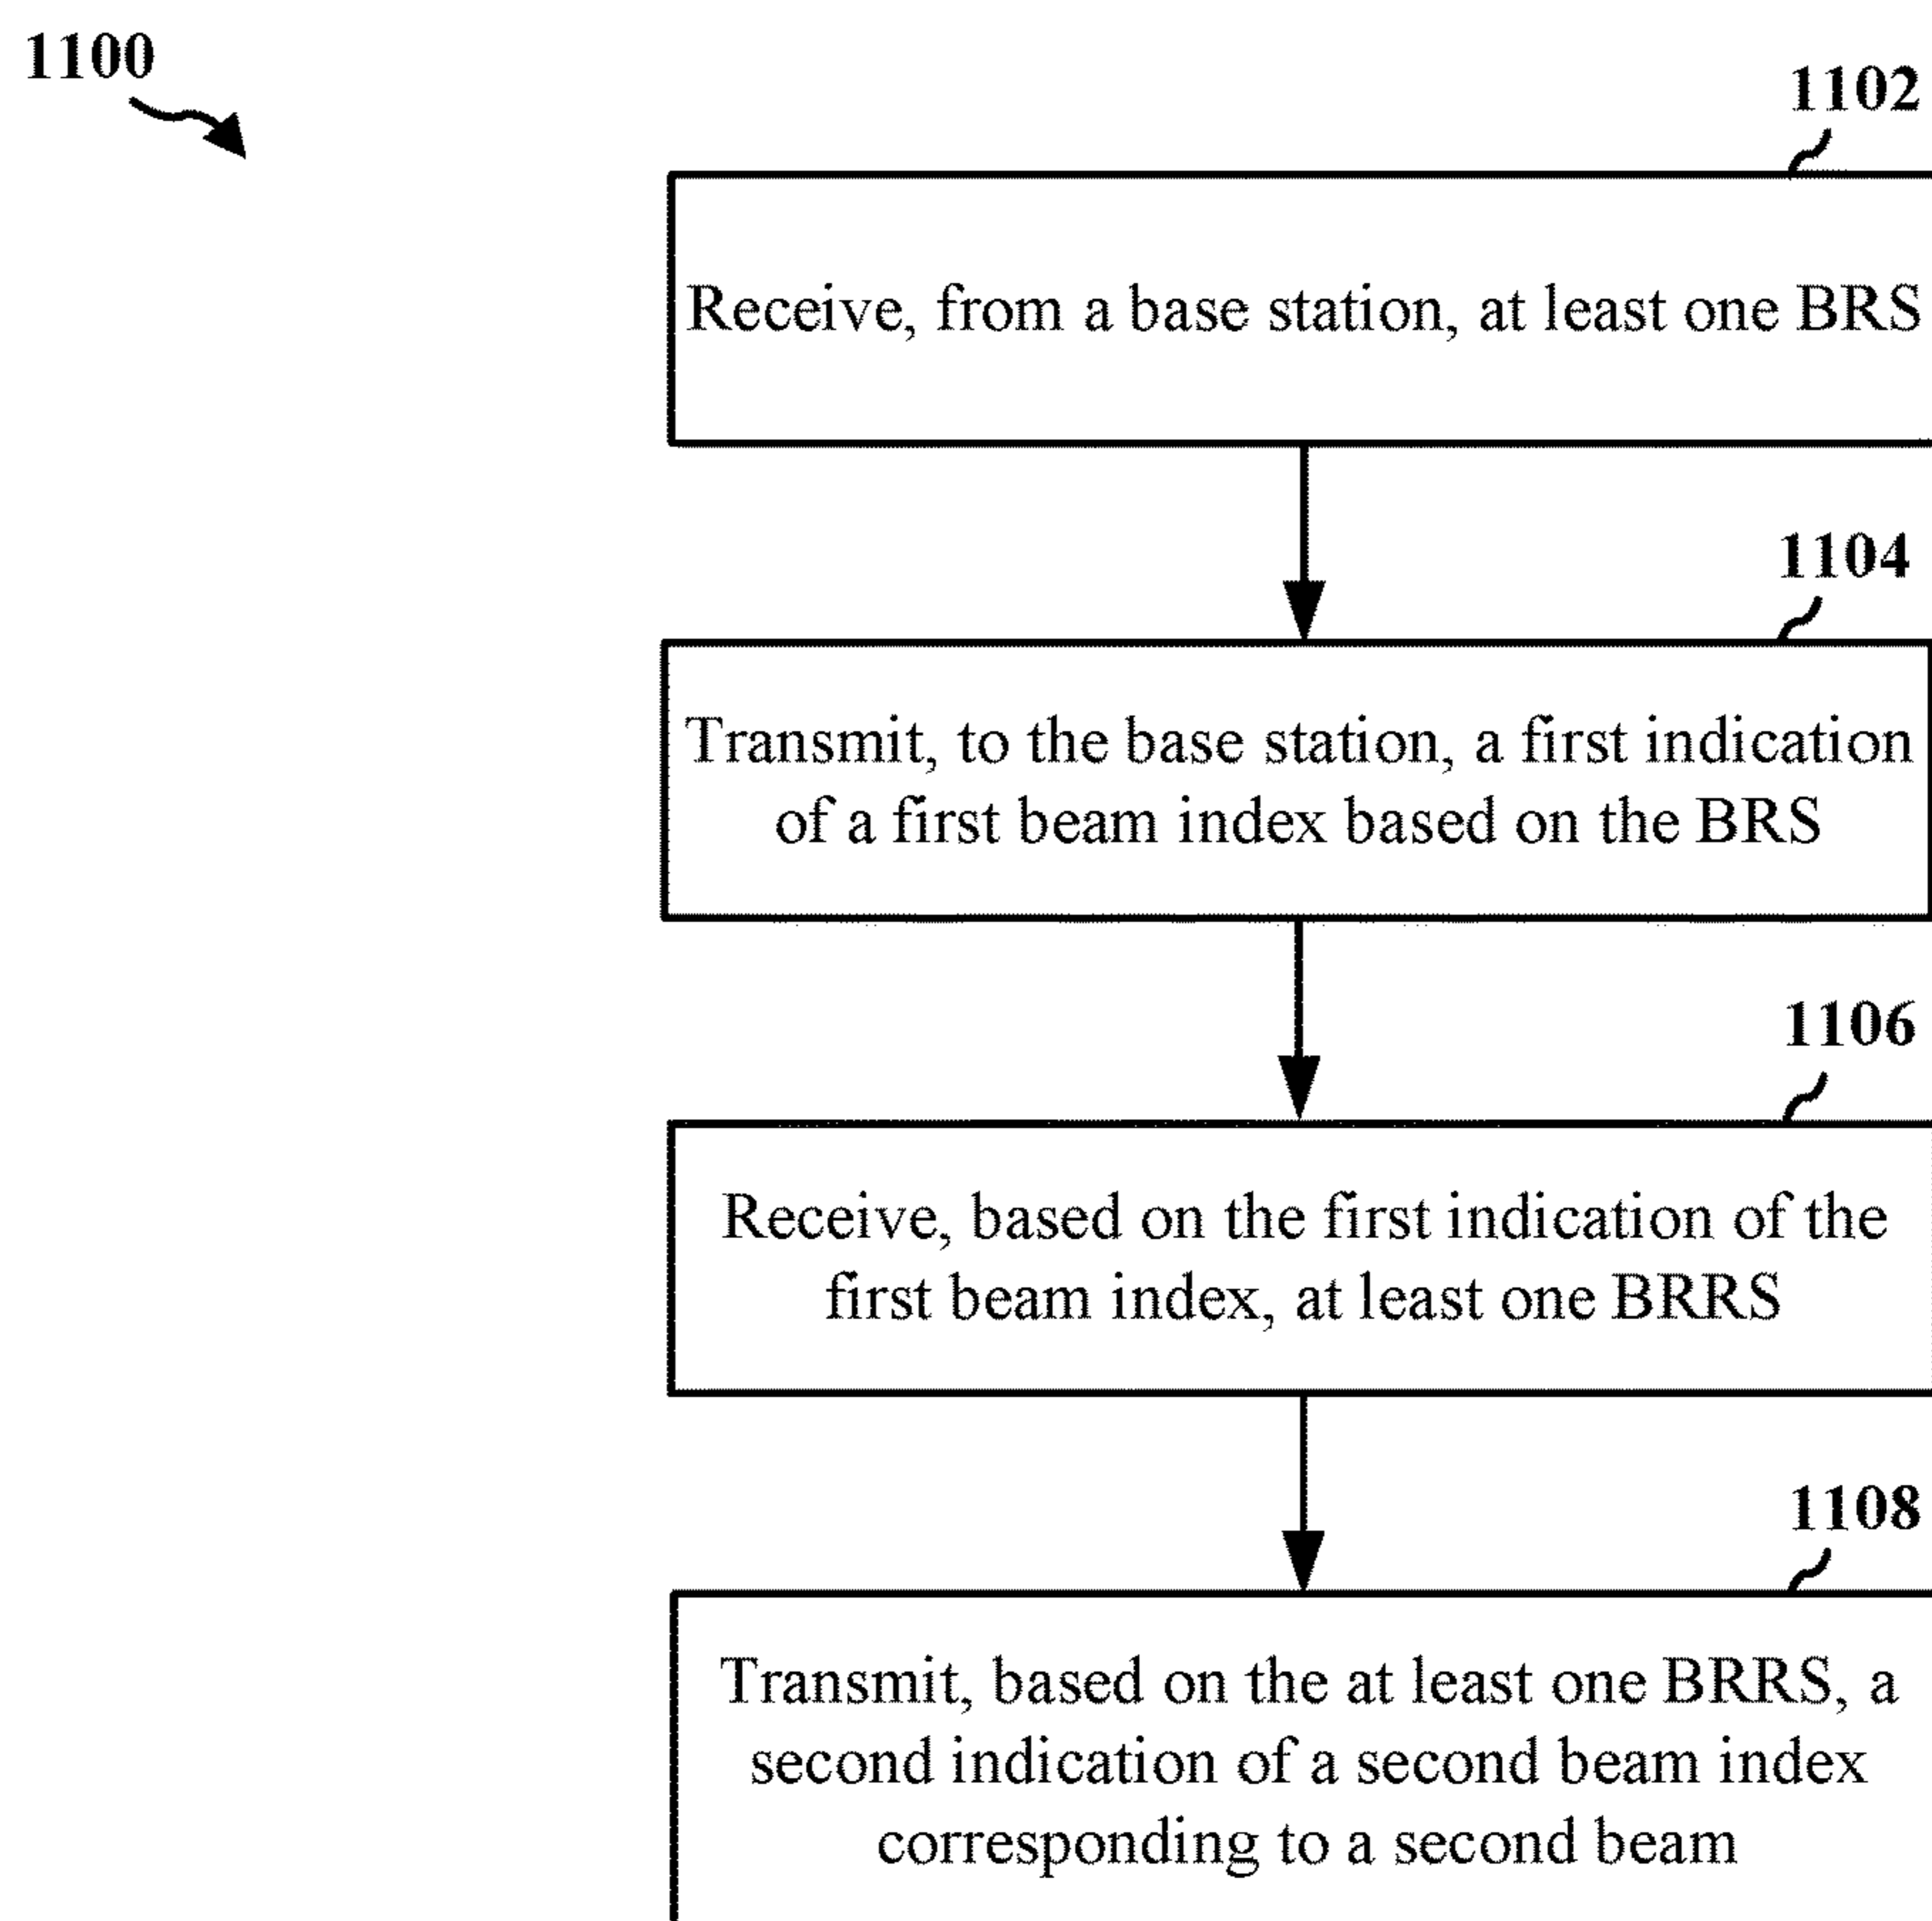 1100
1102
Receive, from a base station, at least one BRS
1104
Transmit, to the base station, a first indication
of a first beam index based on the BRS
1106
Receive, based on the first indication of the
first beam index, at least one BRRS
1108
Transmit, based on the at least one BRRS, a
second indication of a second beam index
corresponding to a second beam